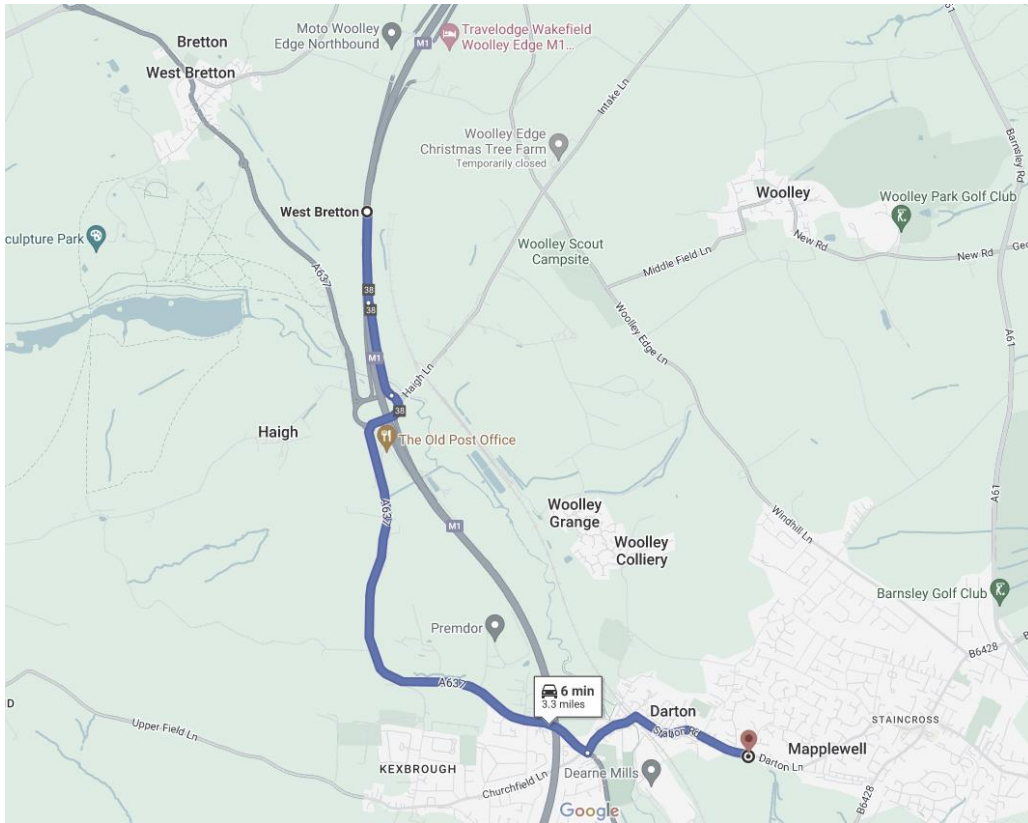 Bretton
West Bretton
Moto Woolley
Edge Northbound
M1
Travelodge Wakefield
Woolley Edge M1...
Intake Ln
Barnsley Rd
Woolley Edge
Christmas Tree Farm
Temporarily closed
Woolley
Woolley Park Golf Club
West Bretton
culpture Park
A637
Woolley Scout
Campsite
Middle Field Ln
New Rd
New Rd
Geo
38
38
Woolley Edge Ln
A61
M1
Haigh Ln
38
Haigh
The Old Post Office
A637
M1
A61
Woolley
Grange
Woolley
Colliery
Windhill Ln
Barnsley Golf Club
Premdor
B6428
B
A637
6 min
3.3 miles
D
Upper Field Ln
Darton
Station Rd
STAINCROSS
Mapplewell
Darton Ln
KEXBROUGH
Churchfield Ln
Dearne Mills
B6428
Google